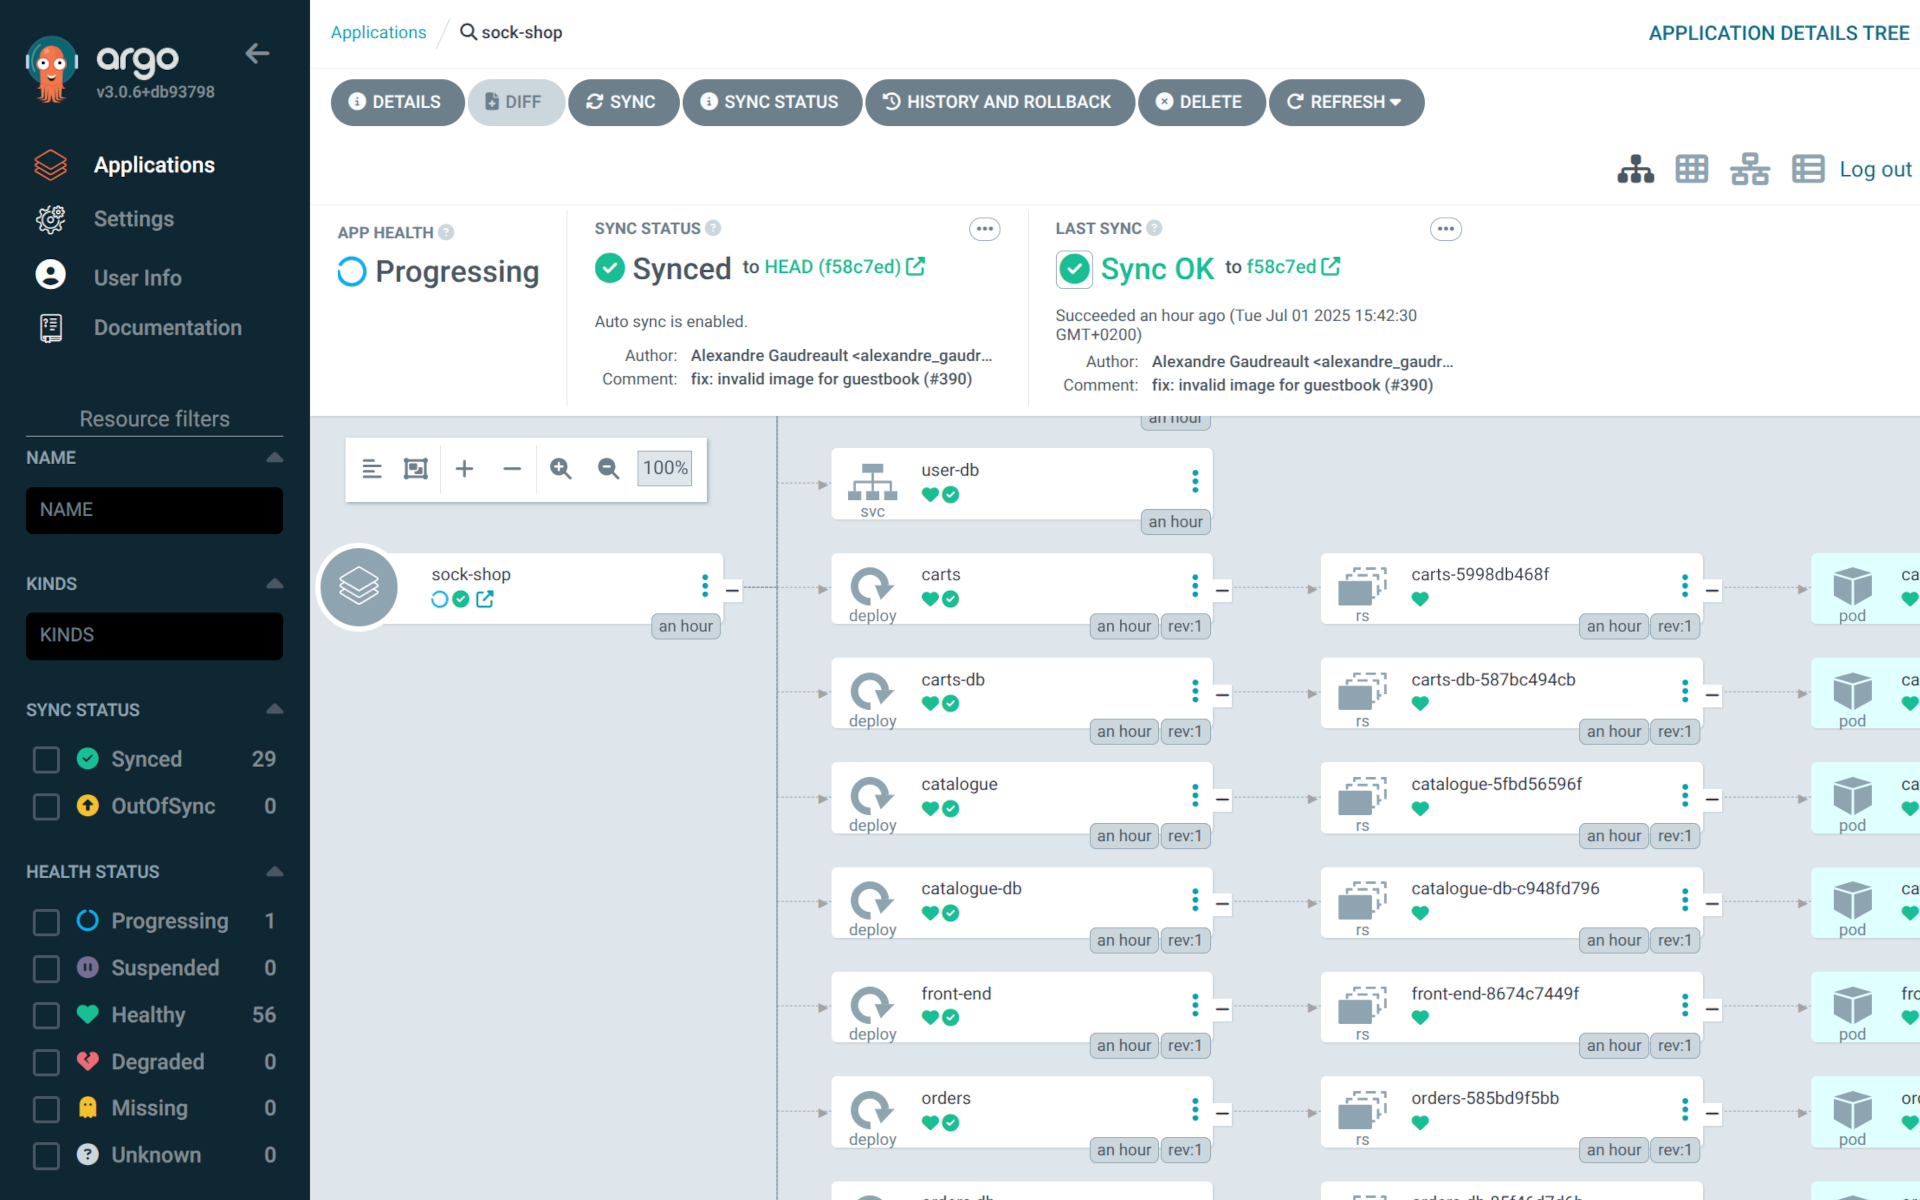 argo
v3.0.6+db93798
Applications
Settings
User Info
Documentation
Resource filters
NAME
NAME
KINDS
KINDS
SYNC STATUS
Synced 29
OutOfSync 0
HEALTH STATUS
Progressing 1
Suspended 0
Healthy 56
Degraded 0
Missing 0
Unknown 0
Applications / sock-shop
APPLICATION DETAILS TREE
DETAILS DIFF SYNC SYNC STATUS HISTORY AND ROLLBACK DELETE REFRESH
Log out
APP HEALTH
Progressing
SYNC STATUS
Synced to HEAD (f58c7ed)
Auto sync is enabled.
Author: Alexandre Gaudreault <alexandre_gaudr...
Comment: fix: invalid image for guestbook (#390)
LAST SYNC
Sync OK to f58c7ed
Succeeded an hour ago (Tue Jul 01 2025 15:42:30
GMT+0200)
Author: Alexandre Gaudreault <alexandre_gaudr...
Comment: fix: invalid image for guestbook (#390)
100%
an hour
user-db
svc
an hour
sock-shop
an hour
carts
deploy
an hour rev:1
carts-5998db468f
rs
an hour rev:1
ca
pod
carts-db
deploy
an hour rev:1
carts-db-587bc494cb
rs
an hour rev:1
ca
pod
catalogue
deploy
an hour rev:1
catalogue-5fbd56596f
rs
an hour rev:1
ca
pod
catalogue-db
deploy
an hour rev:1
catalogue-db-c948fd796
rs
an hour rev:1
ca
pod
front-end
deploy
an hour rev:1
front-end-8674c7449f
rs
an hour rev:1
fro
pod
orders
deploy
an hour rev:1
orders-585bd9f5bb
rs
an hour rev:1
orc
pod